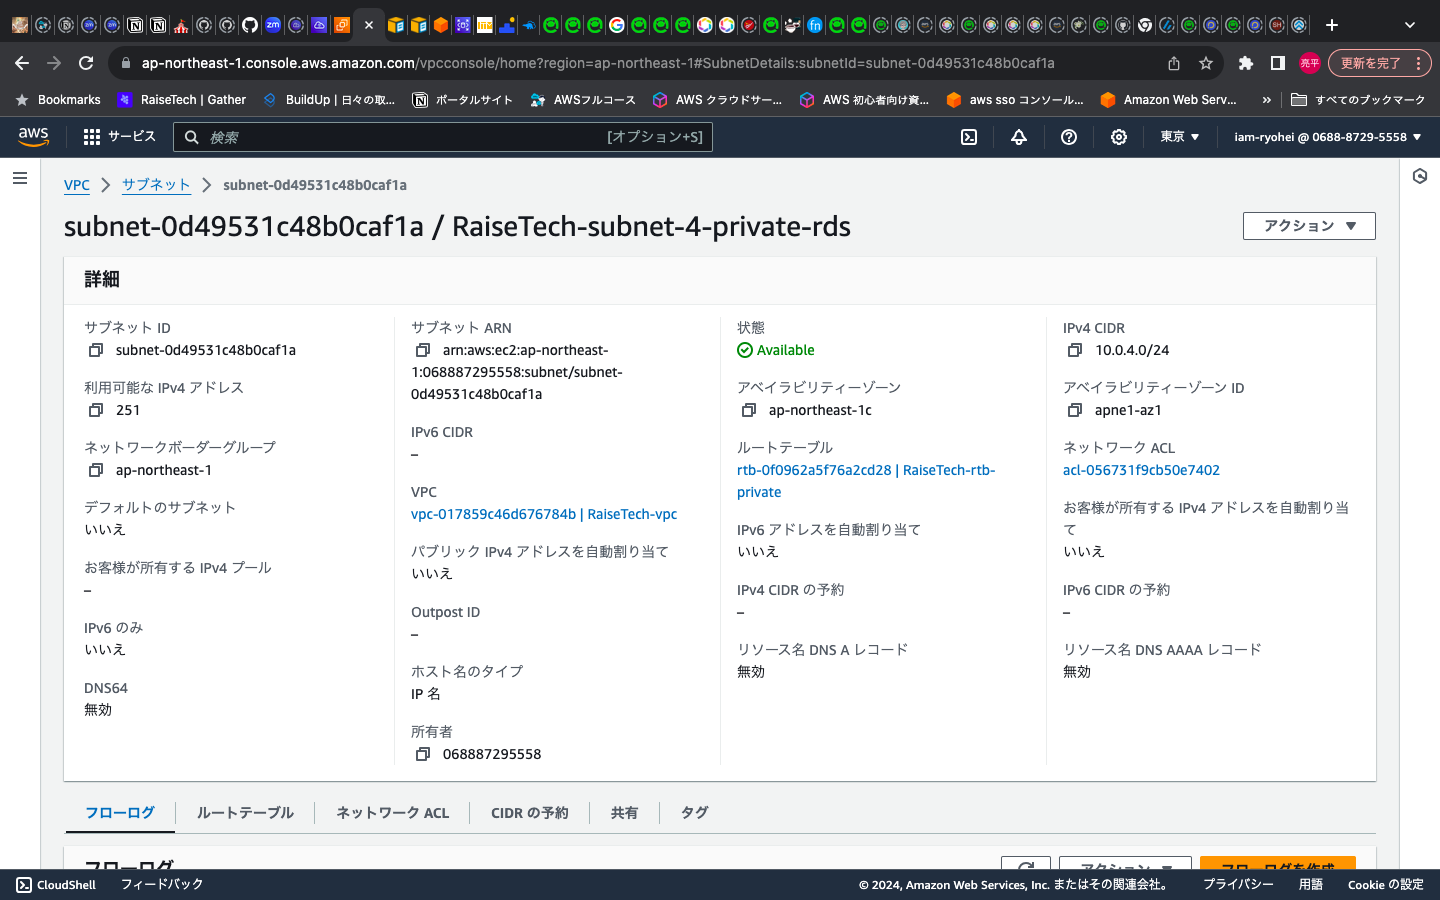 ap-northeast-1.console.aws.amazon.com/vpcconsole/home?region=ap-northeast-1#SubnetDetails:subnetId=subnet-0d49531c48b0caf1a
亮平
更新を完了
Bookmarks
RaiseTech | Gather
BuildUp | 日々の取...
ポータルサイト
AWSフルコース
AWS クラウドサー...
AWS 初心者向け資...
aws sso コンソール...
Amazon Web Serv...
»
すべてのブックマーク
aws
サービス
検索
[オプション+S]
東京
iam-ryohei @ 0688-8729-5558
VPC
サブネット
subnet-0d49531c48b0caf1a
subnet-0d49531c48b0caf1a / RaiseTech-subnet-4-private-rds
アクション
詳細
サブネット ID
subnet-0d49531c48b0caf1a
利用可能な IPv4 アドレス
251
ネットワークボーダーグループ
ap-northeast-1
デフォルトのサブネット
いいえ
お客様が所有する IPv4 プール
–
IPv6 のみ
いいえ
DNS64
無効
サブネット ARN
arn:aws:ec2:ap-northeast-
1:068887295558:subnet/subnet-
0d49531c48b0caf1a
IPv6 CIDR
–
VPC
vpc-017859c46d676784b | RaiseTech-vpc
パブリック IPv4 アドレスを自動割り当て
いいえ
Outpost ID
–
ホスト名のタイプ
IP 名
所有者
068887295558
状態
Available
アベイラビリティーゾーン
ap-northeast-1c
ルートテーブル
rtb-0f0962a5f76a2cd28 | RaiseTech-rtb-
private
IPv6 アドレスを自動割り当て
いいえ
IPv4 CIDR の予約
–
リソース名 DNS A レコード
無効
IPv4 CIDR
10.0.4.0/24
アベイラビリティーゾーン ID
apne1-az1
ネットワーク ACL
acl-056731f9cb50e7402
お客様が所有する IPv4 アドレスを自動割り当
て
いいえ
IPv6 CIDR の予約
–
リソース名 DNS AAAA レコード
無効
フローログ
ルートテーブル
ネットワーク ACL
CIDR の予約
共有
タグ
フローログ
アクション
フローログを作成
CloudShell
フィードバック
© 2024, Amazon Web Services, Inc. またはその関連会社。
プライバシー
用語
Cookie の設定